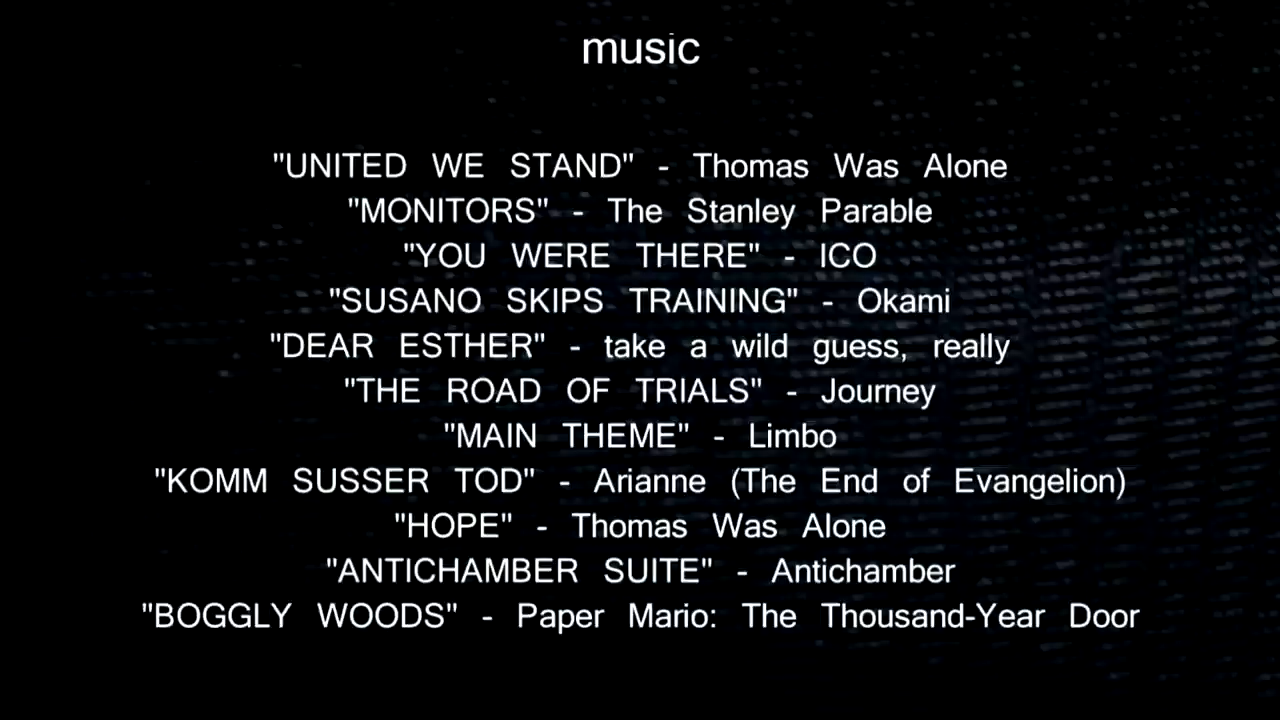 music
"UNITED WE STAND" - Thomas Was Alone
"MONITORS" - The Stanley Parable
"YOU WERE THERE" - ICO
"SUSANO SKIPS TRAINING" - Okami
"DEAR ESTHER" - take a wild guess, really
"THE ROAD OF TRIALS" - Journey
"MAIN THEME" - Limbo
"KOMM SUSSER TOD" - Arianne (The End of Evangelion)
"HOPE" - Thomas Was Alone
"ANTICHAMBER SUITE" - Antichamber
"BOGGLY WOODS" - Paper Mario: The Thousand-Year Door